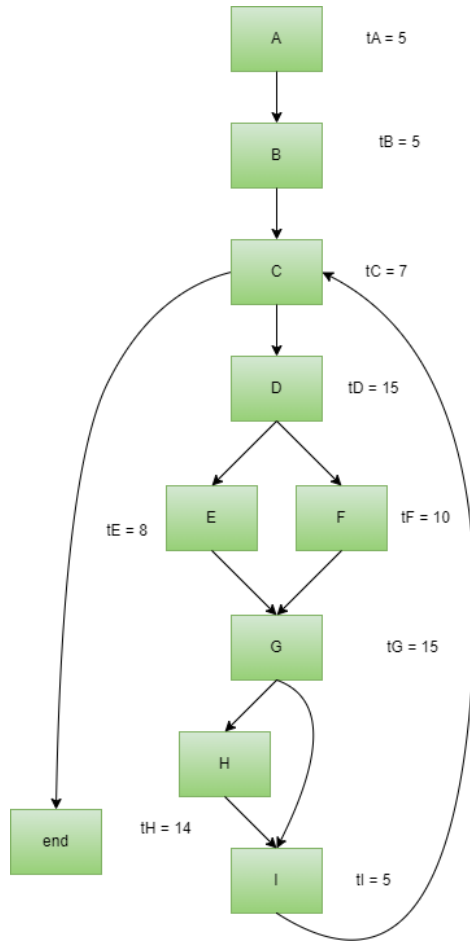 A tA = 5
B tB = 5
C tC = 7
D tD = 15
E F tF = 10
tE = 8
G tG = 15
H
tH = 14
end
I tI = 5